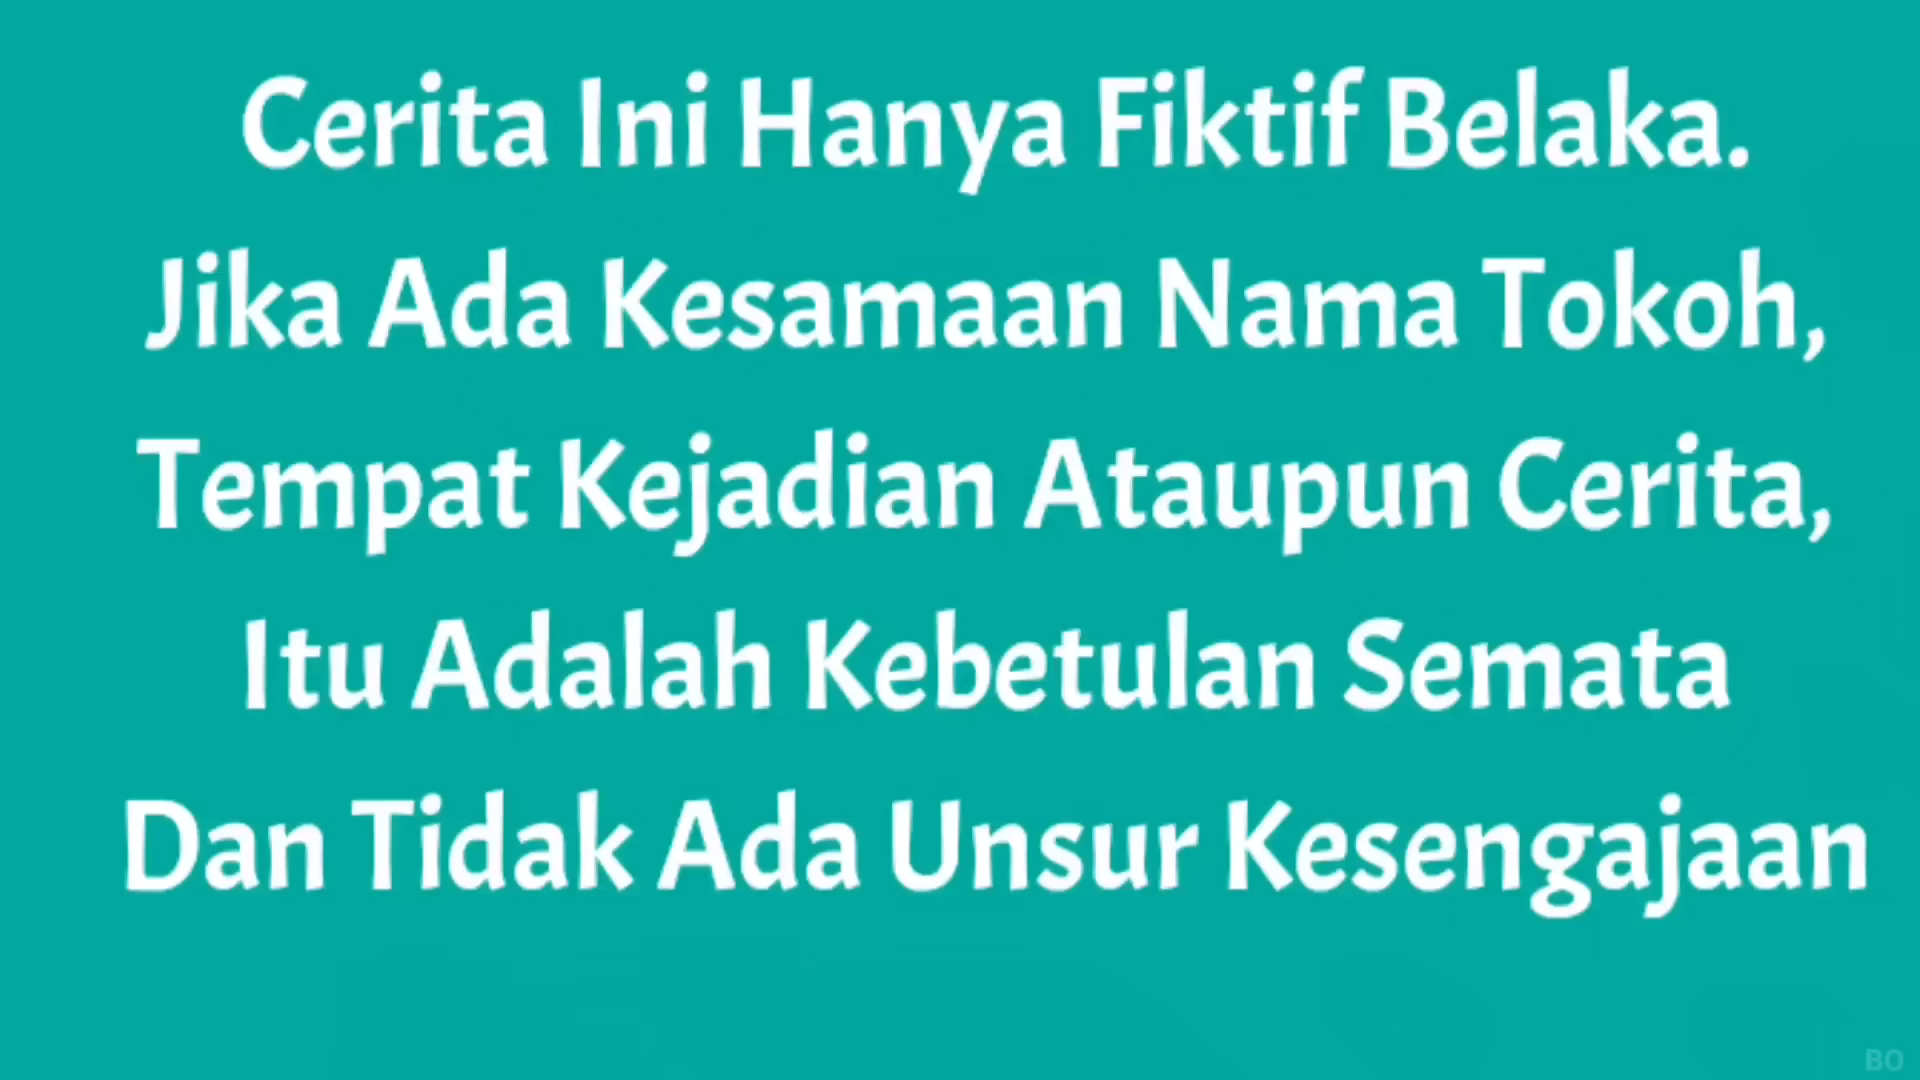 Cerita Ini Hanya Fiktif Belaka.
Jika Ada Kesamaan Nama Tokoh,
Tempat Kejadian Ataupun Cerita,
Itu Adalah Kebetulan Semata
Dan Tidak Ada Unsur Kesengajaan
BO